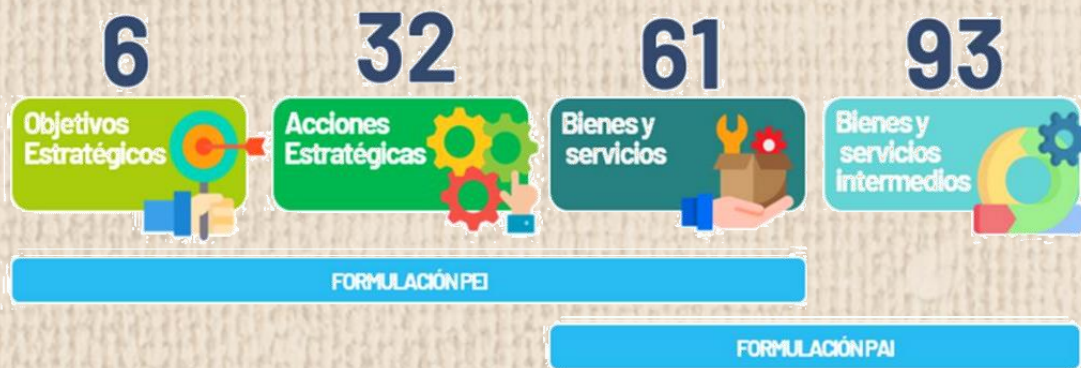 6
32
61
93
Objetivos
Estratégicos
Acciones
Estratégicas
Bienes y
servicios
Bienes y
servicios
intermedios
FORMULACIÓN PEI
FORMULACIÓN PAI